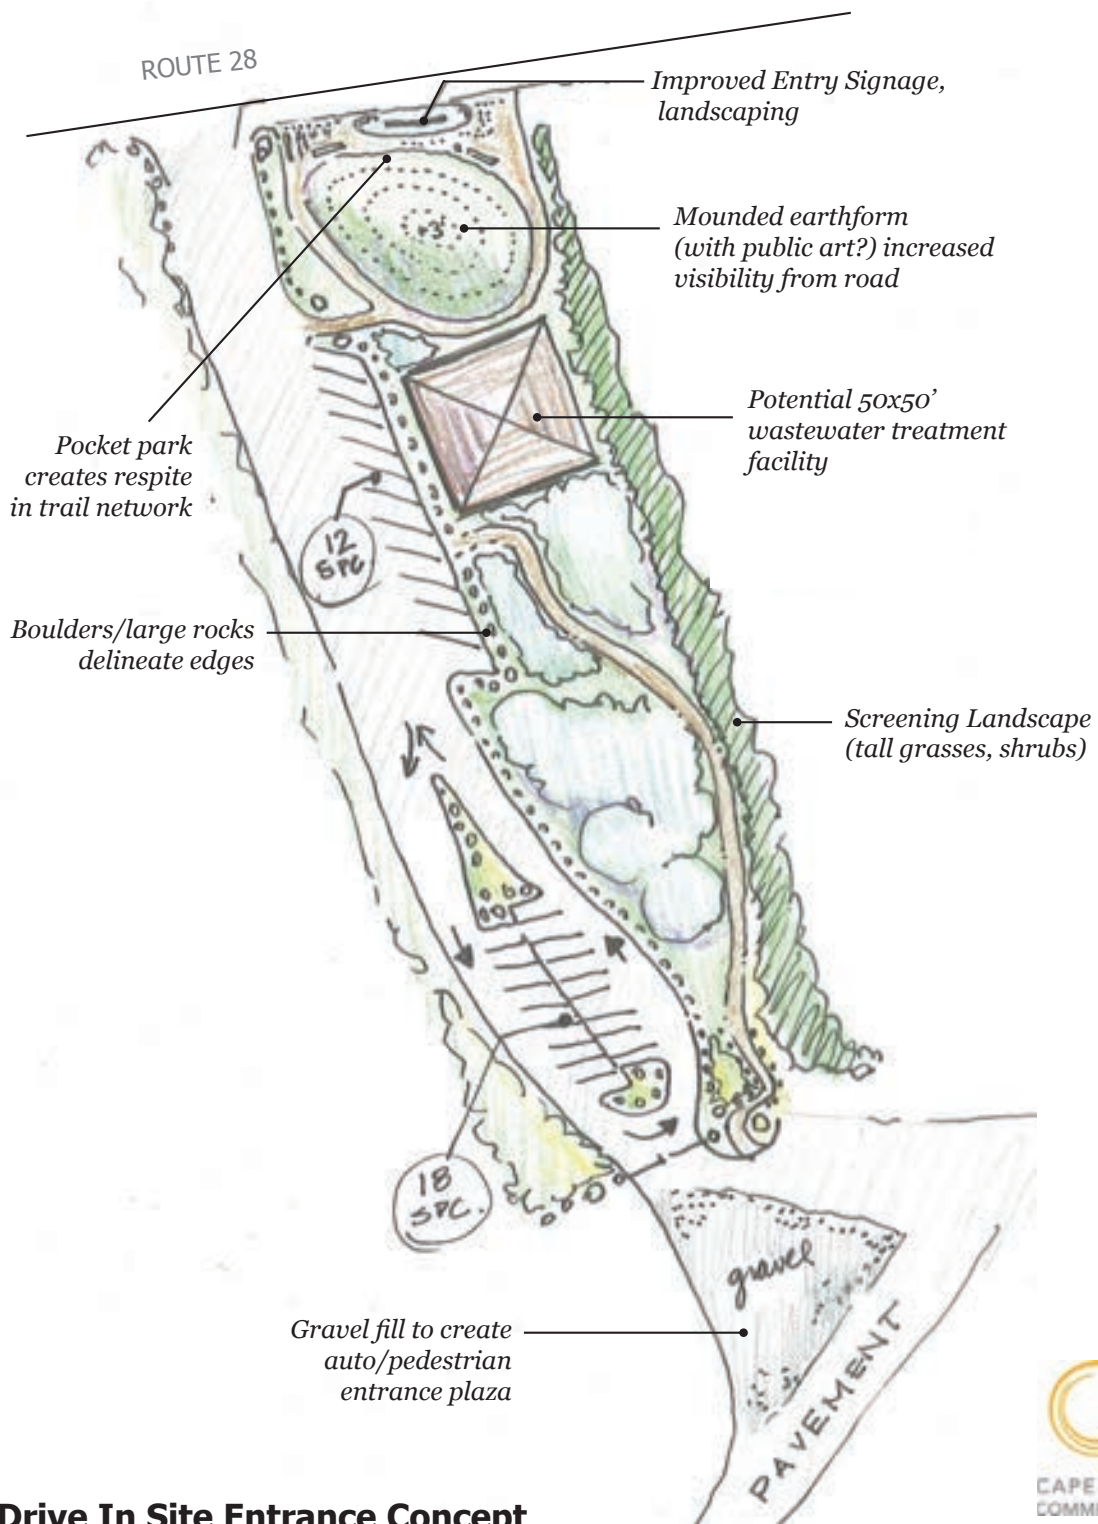 ROUTE 28
Improved Entry Signage,
landscaping
Mounded earthform
(with public art?) increased
visibility from road
+3'
Potential 50x50'
wastewater treatment
facility
Pocket park
creates respite
in trail network
12
SPC
Boulders/large rocks
delineate edges
Screening Landscape
(tall grasses, shrubs)
18
SPC.
gravel
Gravel fill to create
auto/pedestrian
entrance plaza
PAVEMENT
CAPE
Drive In Site Entrance Concept